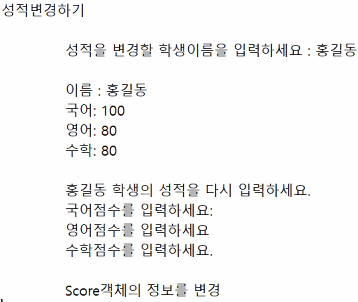 성적변경하기
성적을 변경할 학생이름을 입력하세요 : 홍길동
이름 : 홍길동
국어: 100
영어: 80
수학: 80
홍길동 학생의 성적을 다시 입력하세요.
국어점수를 입력하세요:
영어점수를 입력하세요
수학점수를 입력하세요.
Score객체의 정보를 변경